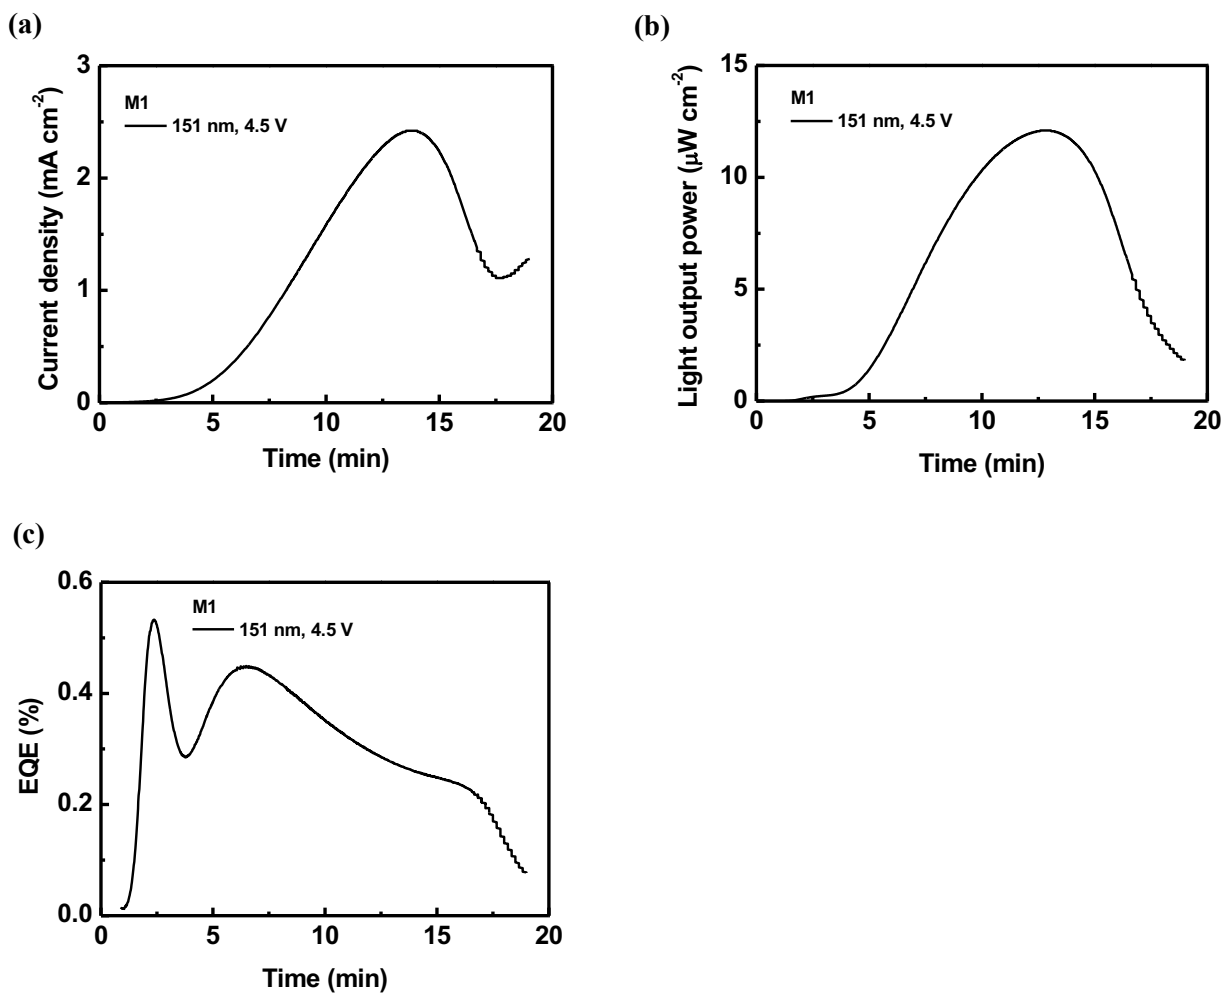 (a)
3
2
1
0
Current density (mA cm-2)
M1
151 nm, 4.5 V
0 5 10 15 20
Time (min)
(b)
15
10
5
0
Light output power (μW cm-2)
M1
151 nm, 4.5 V
0 5 10 15 20
Time (min)
(c)
0.6
0.4
0.2
0.0
EQE (%)
M1
151 nm, 4.5 V
0 5 10 15 20
Time (min)